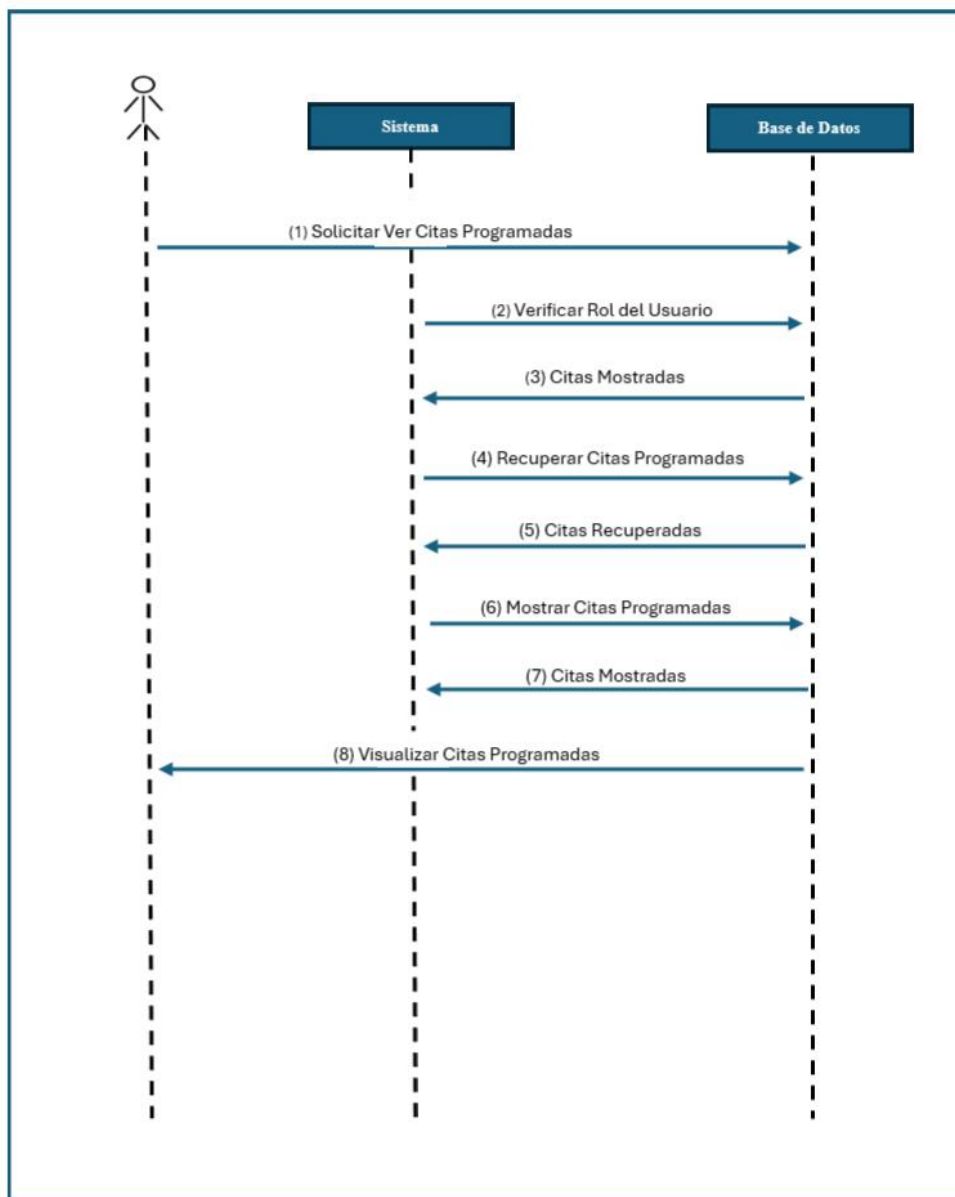 Sistema
Base de Datos
(1) Solicitar Ver Citas Programadas
(2) Verificar Rol del Usuario
(3) Citas Mostradas
(4) Recuperar Citas Programadas
(5) Citas Recuperadas
(6) Mostrar Citas Programadas
(7) Citas Mostradas
(8) Visualizar Citas Programadas